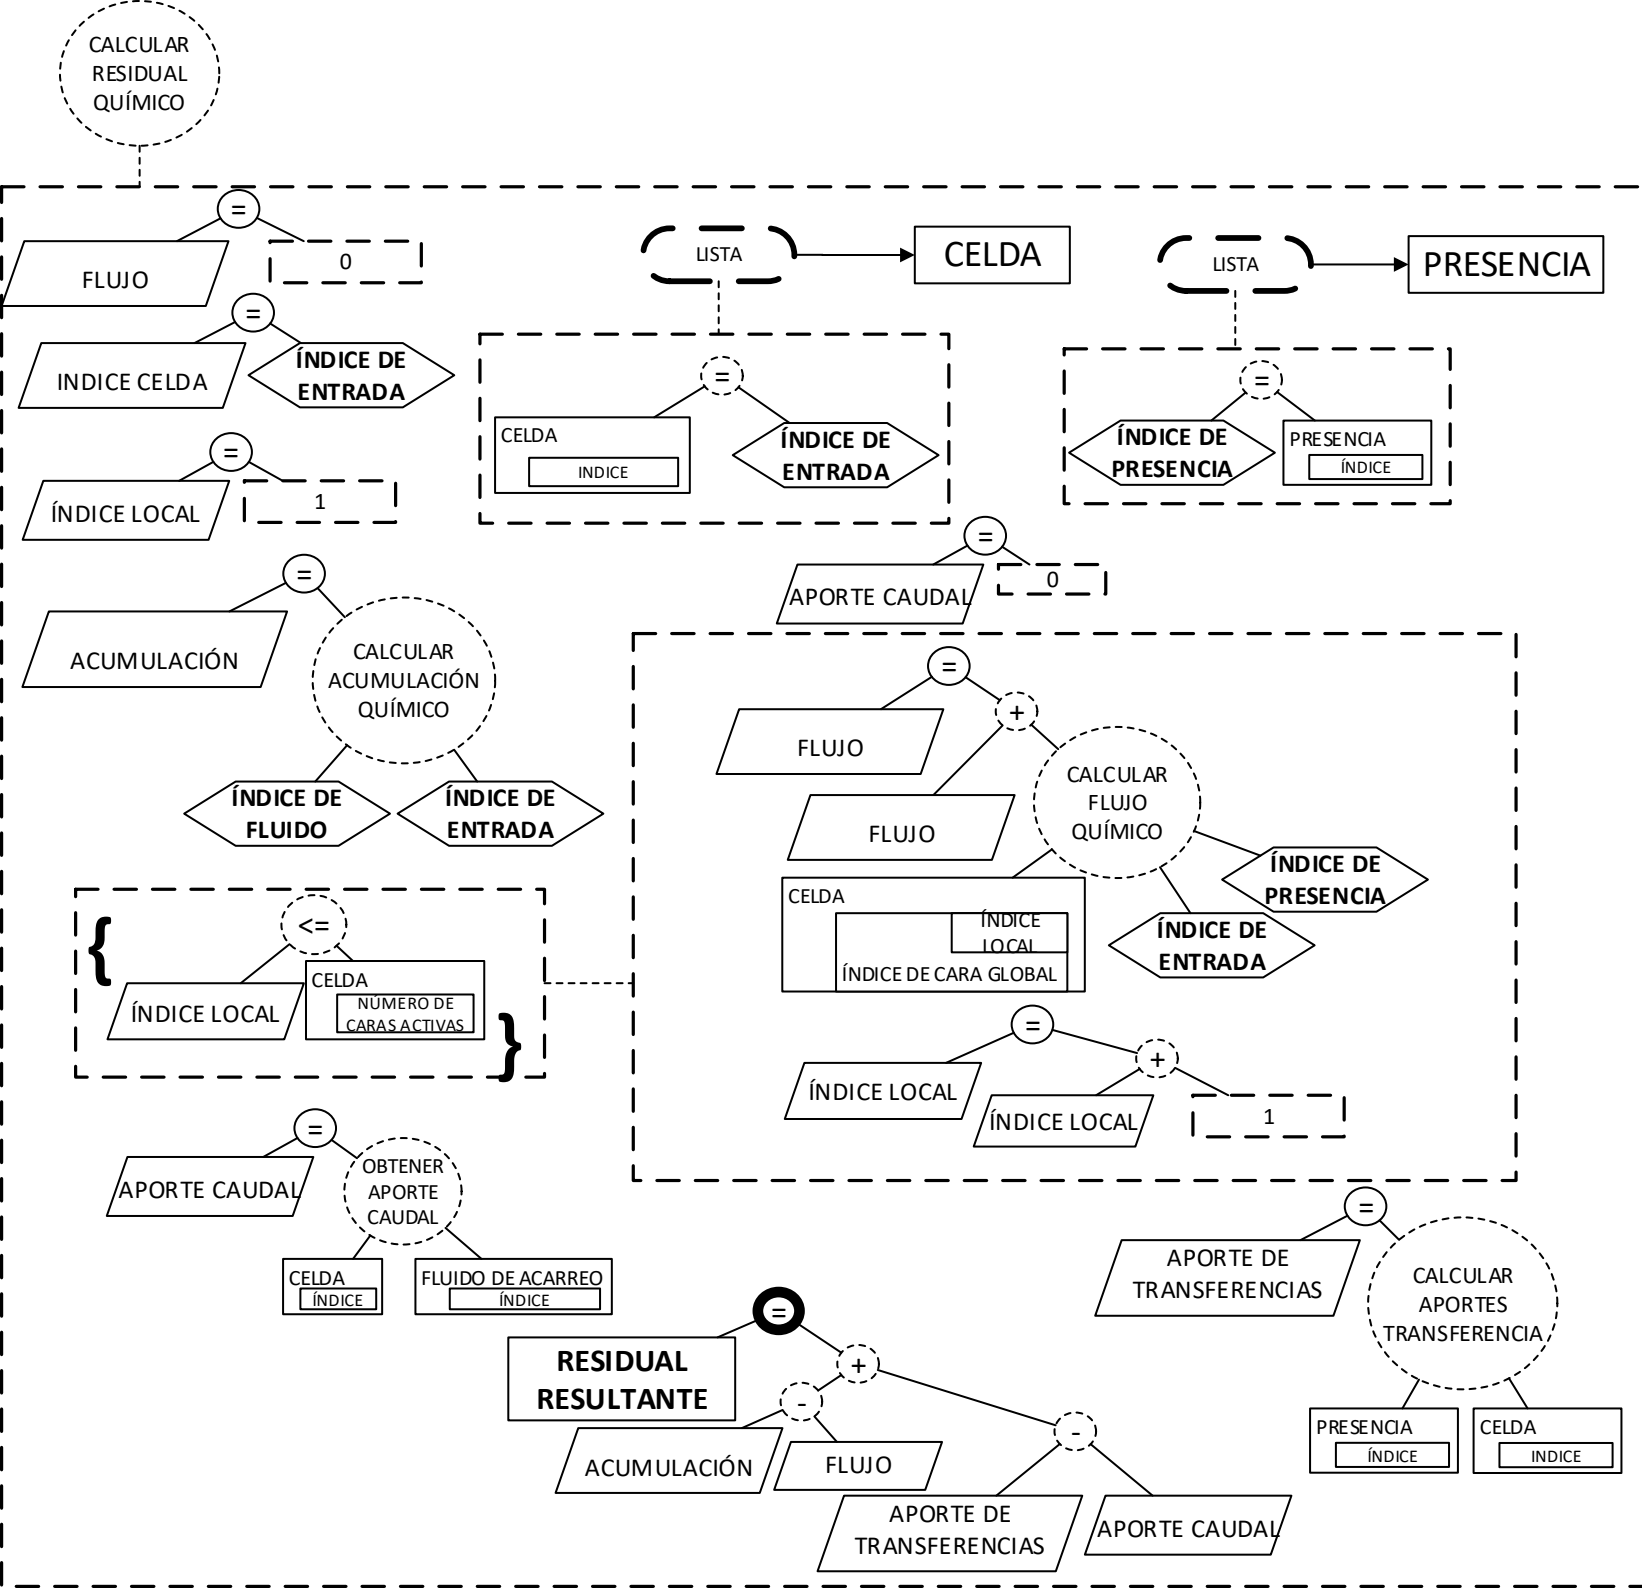 CALCULAR
RESIDUAL
QUÍMICO
=
FLUJO
0
LISTA
CELDA
LISTA
PRESENCIA
=
INDICE CELDA
ÍNDICE DE
ENTRADA
=
CELDA
INDICE
ÍNDICE DE
ENTRADA
=
ÍNDICE DE
PRESENCIA
PRESENCIA
ÍNDICE
=
ÍNDICE LOCAL
1
=
APORTE CAUDAL
0
=
ACUMULACIÓN
CALCULAR
ACUMULACIÓN
QUÍMICO
ÍNDICE DE
FLUIDO
ÍNDICE DE
ENTRADA
{
<=
ÍNDICE LOCAL
CELDA
NÚMERO DE
CARAS ACTIVAS
}
=
FLUJO
+
FLUJO
CALCULAR
FLUJO
QUÍMICO
CELDA
ÍNDICE
LOCAL
ÍNDICE DE CARA GLOBAL
ÍNDICE DE
ENTRADA
ÍNDICE DE
PRESENCIA
=
ÍNDICE LOCAL
+
ÍNDICE LOCAL
1
=
APORTE CAUDAL
OBTENER
APORTE
CAUDAL
CELDA
ÍNDICE
FLUIDO DE ACARREO
ÍNDICE
=
APORTE DE
TRANSFERENCIAS
CALCULAR
APORTES
TRANSFERENCIA
PRESENCIA
ÍNDICE
CELDA
INDICE
=
RESIDUAL
RESULTANTE
+
-
ACUMULACIÓN
FLUJO
-
APORTE DE
TRANSFERENCIAS
APORTE CAUDAL